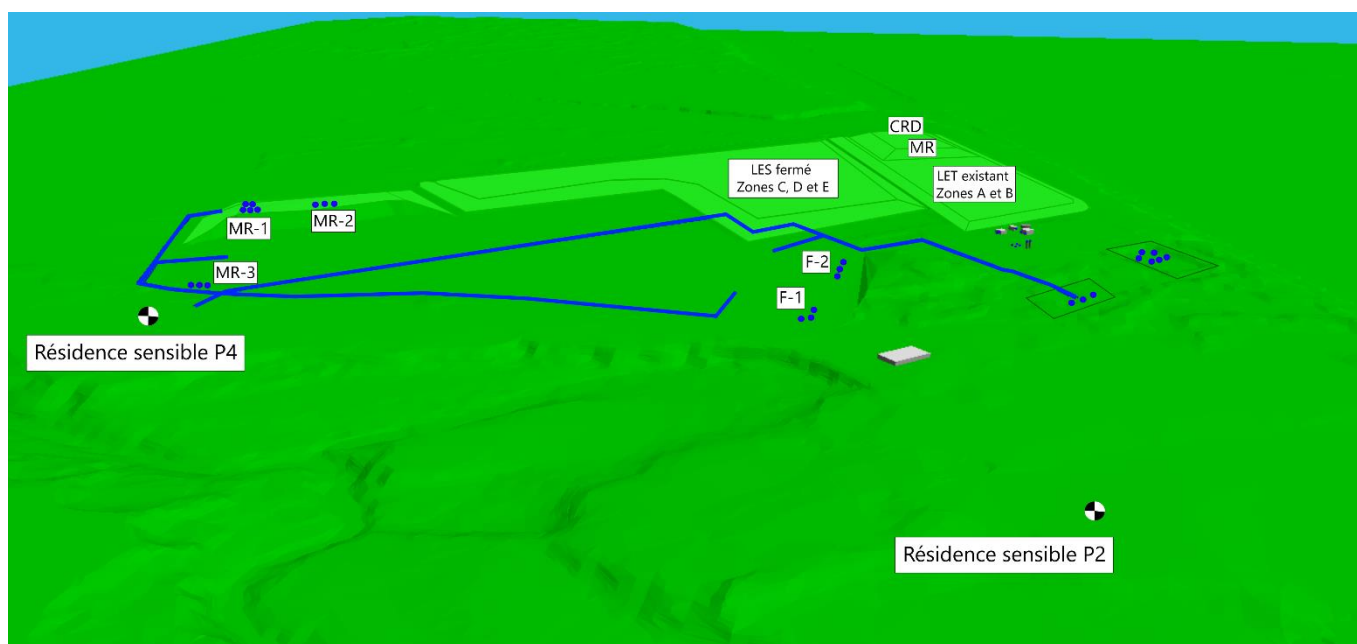 CRD
MR
LES fermé
Zones C, D et E
LET existant
Zones A et B
MR-1
MR-2
MR-3
F-2
F-1
Résidence sensible P4
Résidence sensible P2